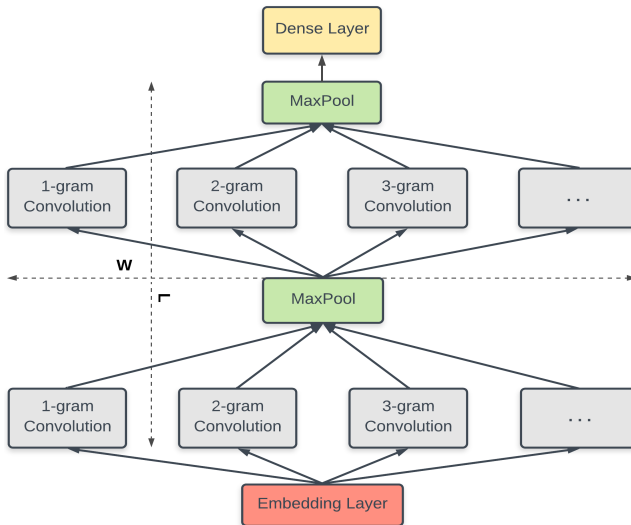 Dense Layer
MaxPool
1-gram
Convolution
2-gram
Convolution
3-gram
Convolution
...
W
L
MaxPool
1-gram
Convolution
2-gram
Convolution
3-gram
Convolution
...
Embedding Layer